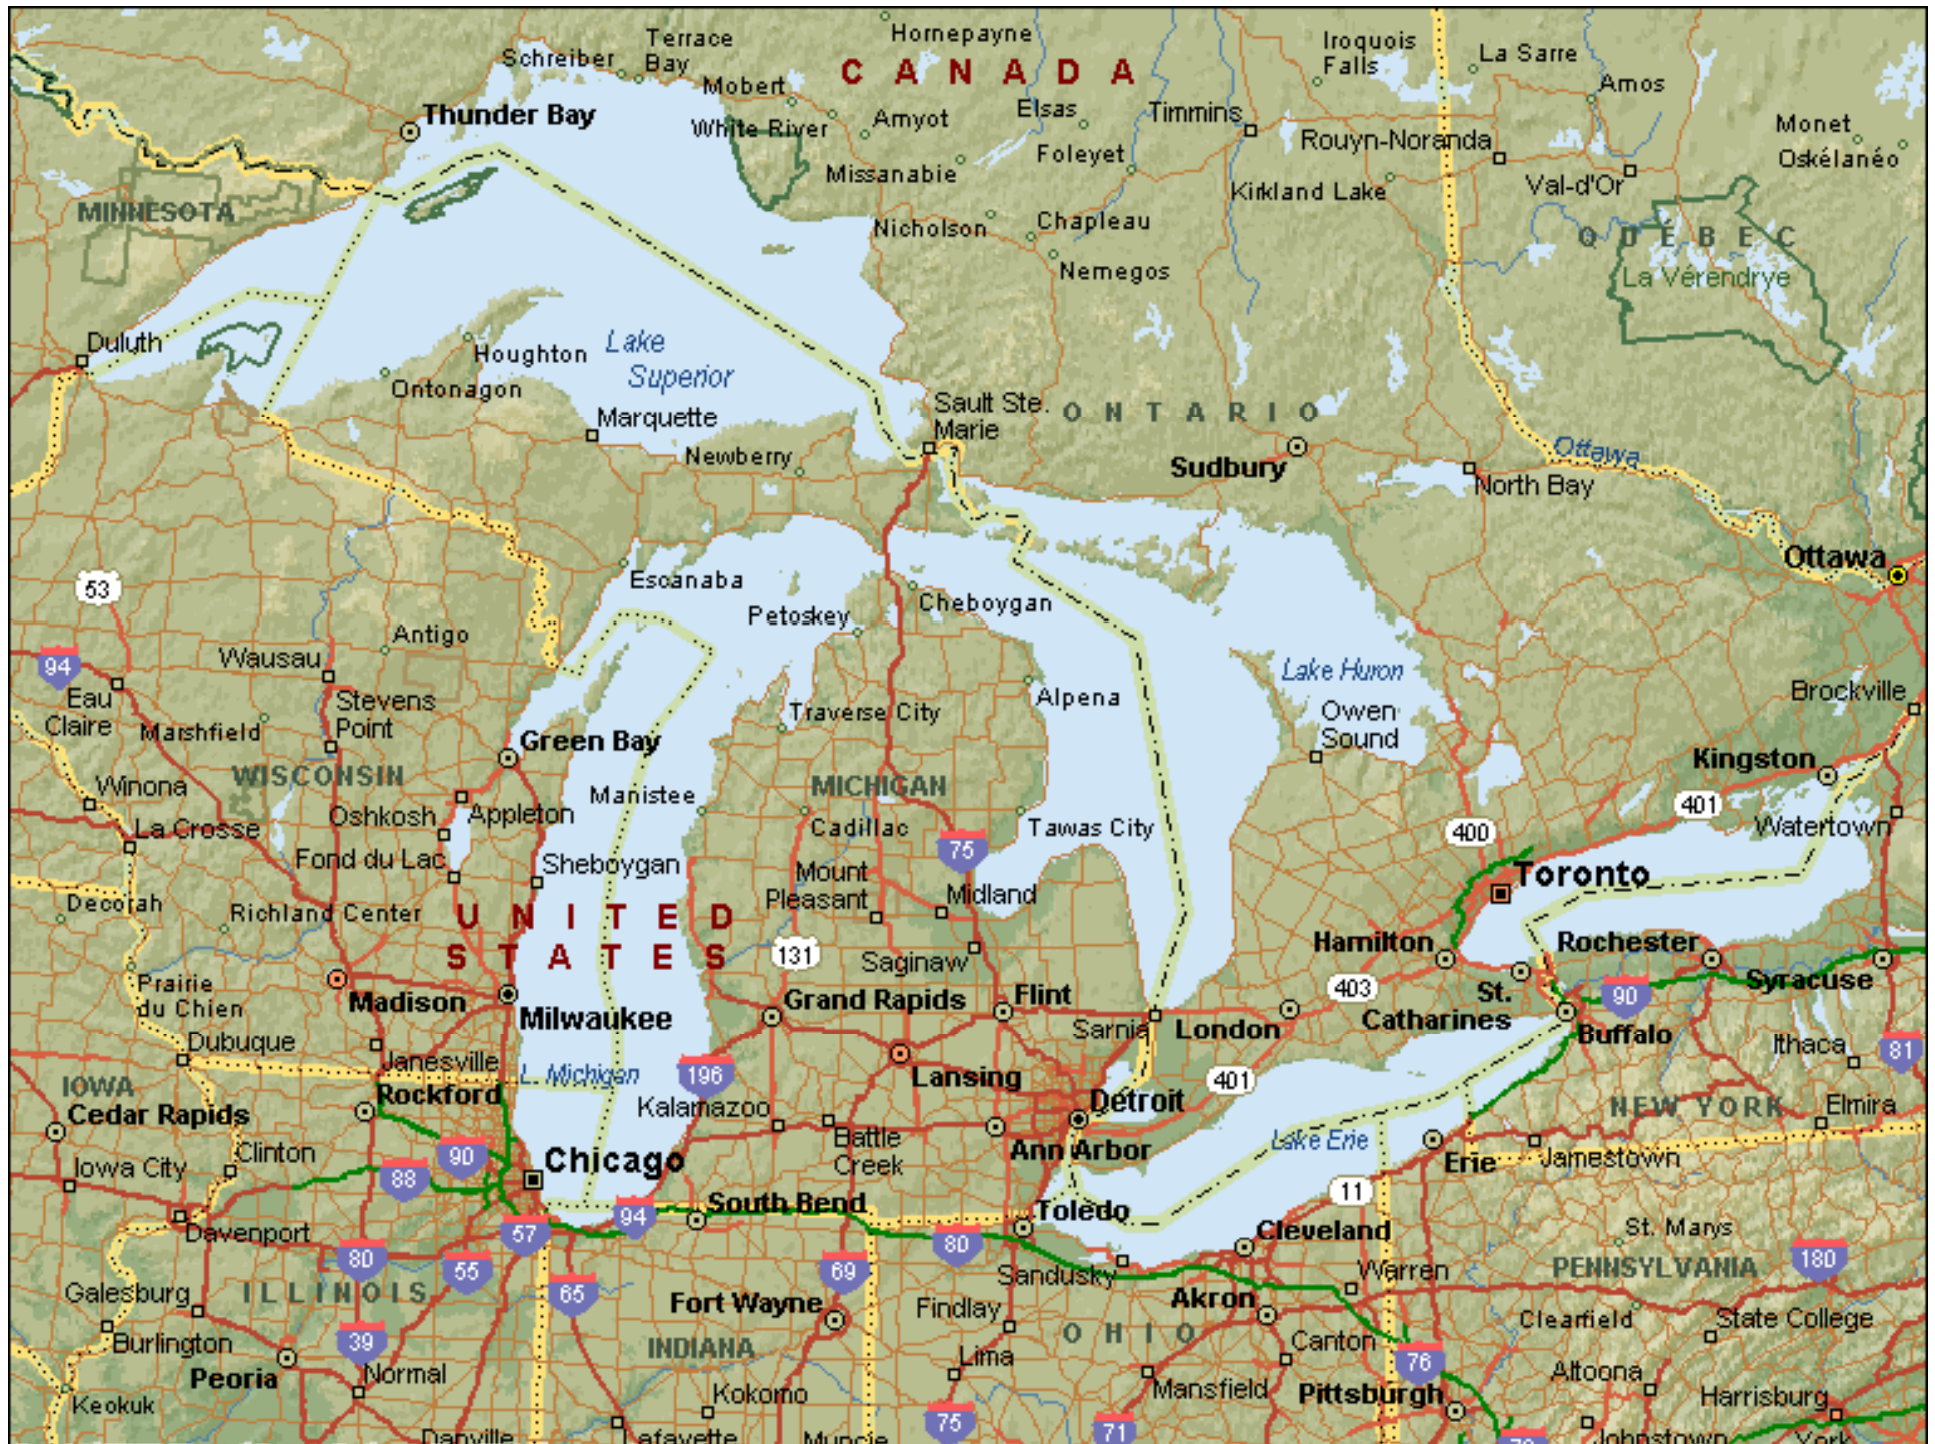 Hornepayne
Terrace
Bay
Schreiber
Iroquois
Falls
La Sarre
C A N A D A
Mobert
Amos
Thunder Bay
White River
Amyot
Elsas
Timmins
Monet
Rouyn-Noranda
Foleyet
Oskélanéo
Missanabie
Kirkland Lake
Val-d'Or
MINNESOTA
Nicholson
Chapleau
Q U É B E C
Nemegos
La Vérendrye
Duluth
Houghton
Lake
Superior
Ontonagon
Marquette
Sault Ste.
Marie
O N T A R I O
Newberry
Sudbury
Ottawa
North Bay
Ottawa
53
Escanaba
Cheboygan
Petoskey
Antigo
Wausau
94
Lake Huron
Eau
Claire
Stevens
Point
Alpena
Brockville
Marshfield
Traverse City
Owen
Sound
Green Bay
Kingston
WISCONSIN
Winona
MICHIGAN
Manistee
401
Oshkosh
Appleton
La Crosse
Cadillac
Tawas City
400
Watertown
75
Fond du Lac
Sheboygan
Mount
Pleasant
Midland
Toronto
Decorah
Richland Center
U N I T E D
S T A T E S
131
Saginaw
Hamilton
Rochester
Syracuse
Prairie
du Chien
Madison
Milwaukee
Grand Rapids
Flint
403
St.
Catharines
90
Sarnia
London
Buffalo
Dubuque
Janesville
L. Michigan
196
Lansing
401
Ithaca
81
IOWA
Cedar Rapids
Rockford
Kalamazoo
Detroit
NEW YORK
Elmira
Battle
Creek
Ann Arbor
Lake Erie
Erie
Jamestown
Iowa City
Clinton
88
90
Chicago
11
Davenport
57
94
South Bend
Toledo
Cleveland
St. Marys
80
55
65
69
80
Sandusky
Warren
PENNSYLVANIA
180
Galesburg
ILLINOIS
Fort Wayne
Findlay
Akron
Clearfield
State College
Burlington
39
INDIANA
O H I O
Canton
Peoria
Normal
Lima
76
Altoona
Keokuk
Kokomo
Mansfield
Pittsburgh
Harrisburg
Danville
Lafayette
Muncie
75
71
Johnstown
York